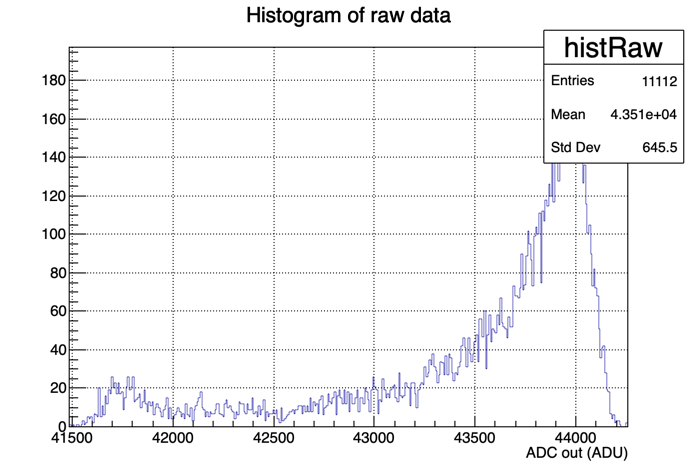 Histogram of raw data
histRaw
Entries 11112
Mean 4.351e+04
Std Dev 645.5
180
160
140
120
100
80
60
40
20
0
41500 42000 42500 43000 43500 44000
ADC out (ADU)